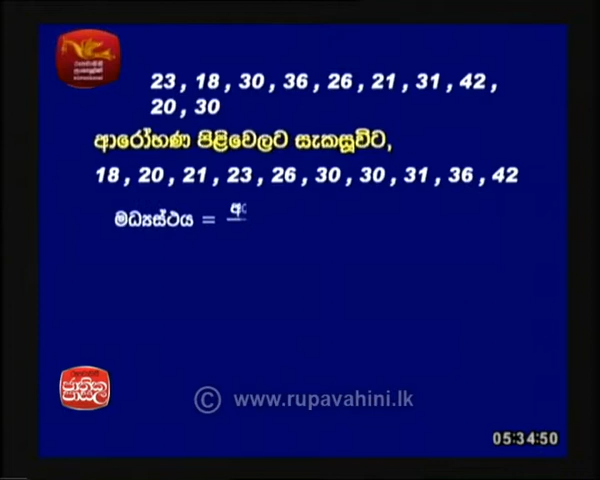 23 , 18 , 30 , 36 , 26 , 21 , 31 , 42 ,
20 , 30
ආරෝහණ පිළිවෙලට සැකසූවිට,
18 , 20 , 21 , 23 , 26 , 30 , 30 , 31 , 36 , 42
මධ්‍යස්ථය =
ජාතික
පාසල
© www.rupavahini.lk
05:34:50